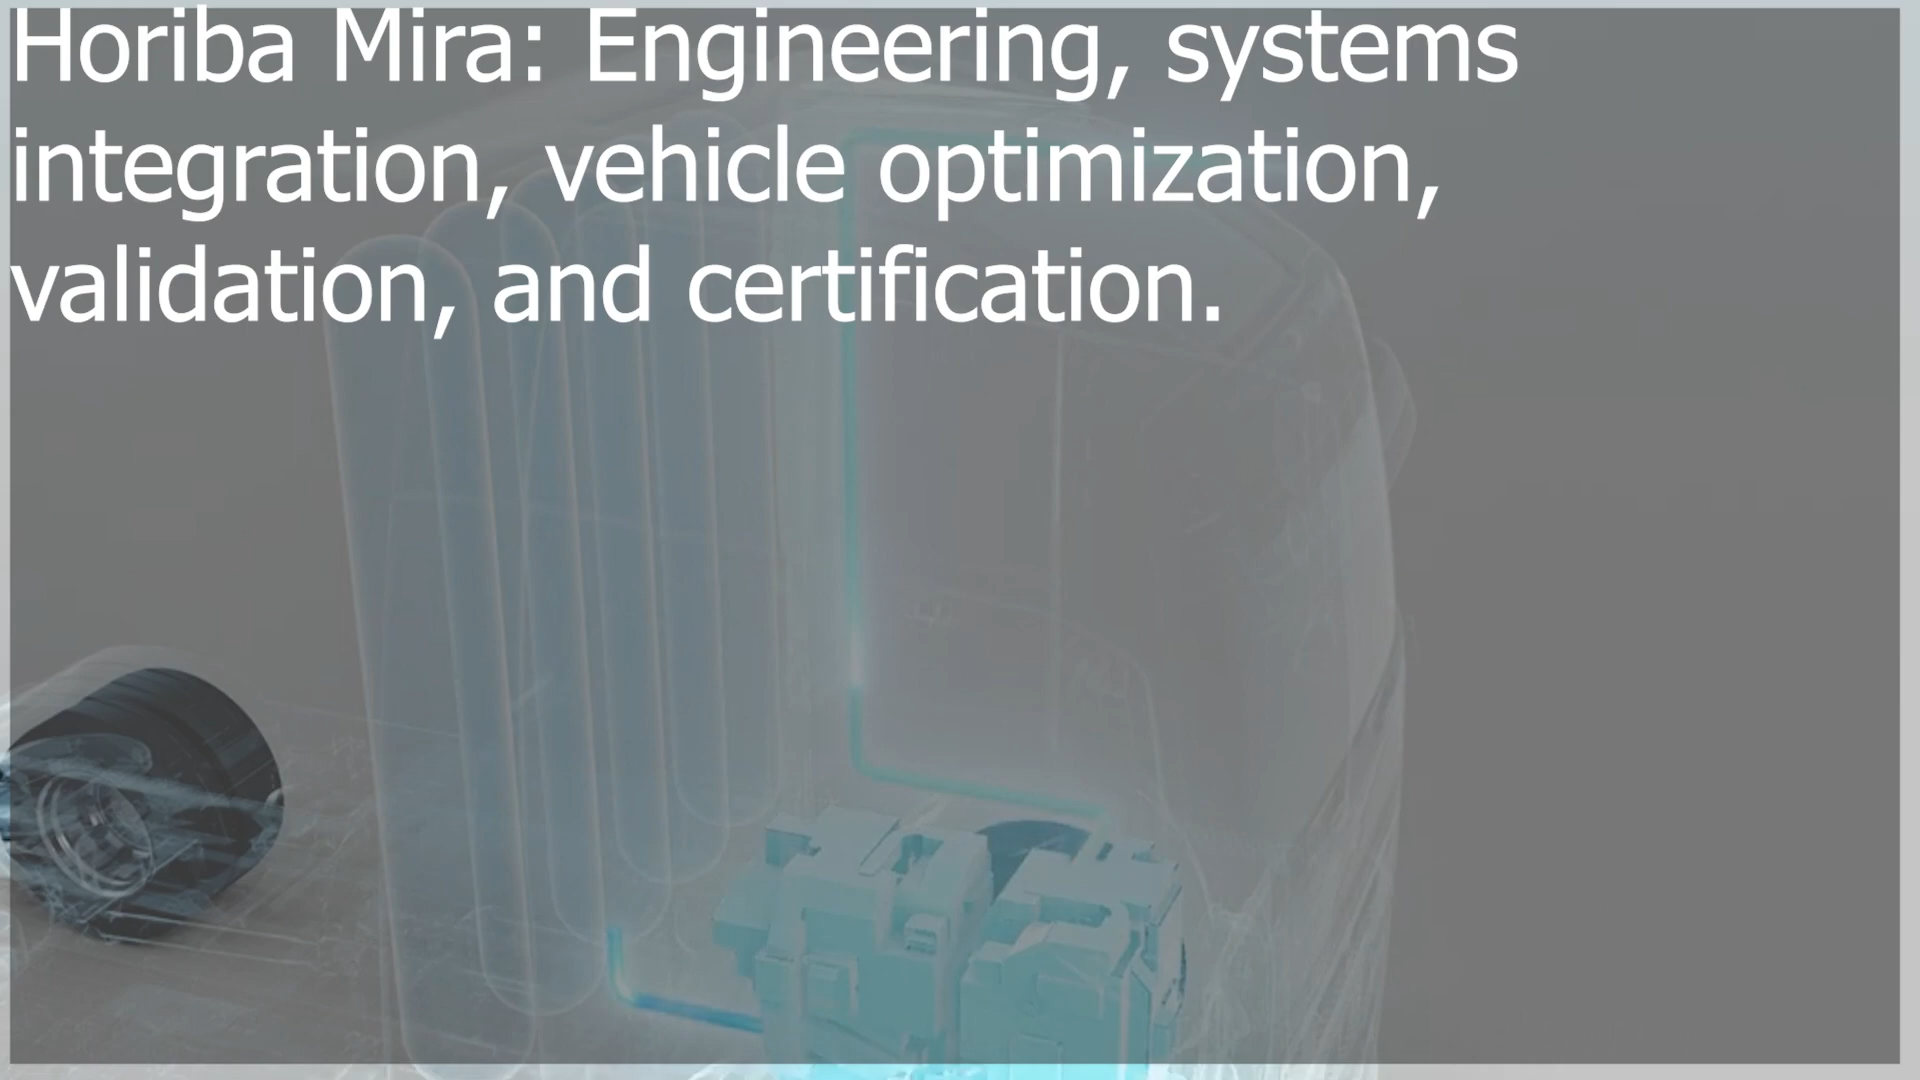 Horiba Mira: Engineering, systems
integration, vehicle optimization,
validation, and certification.